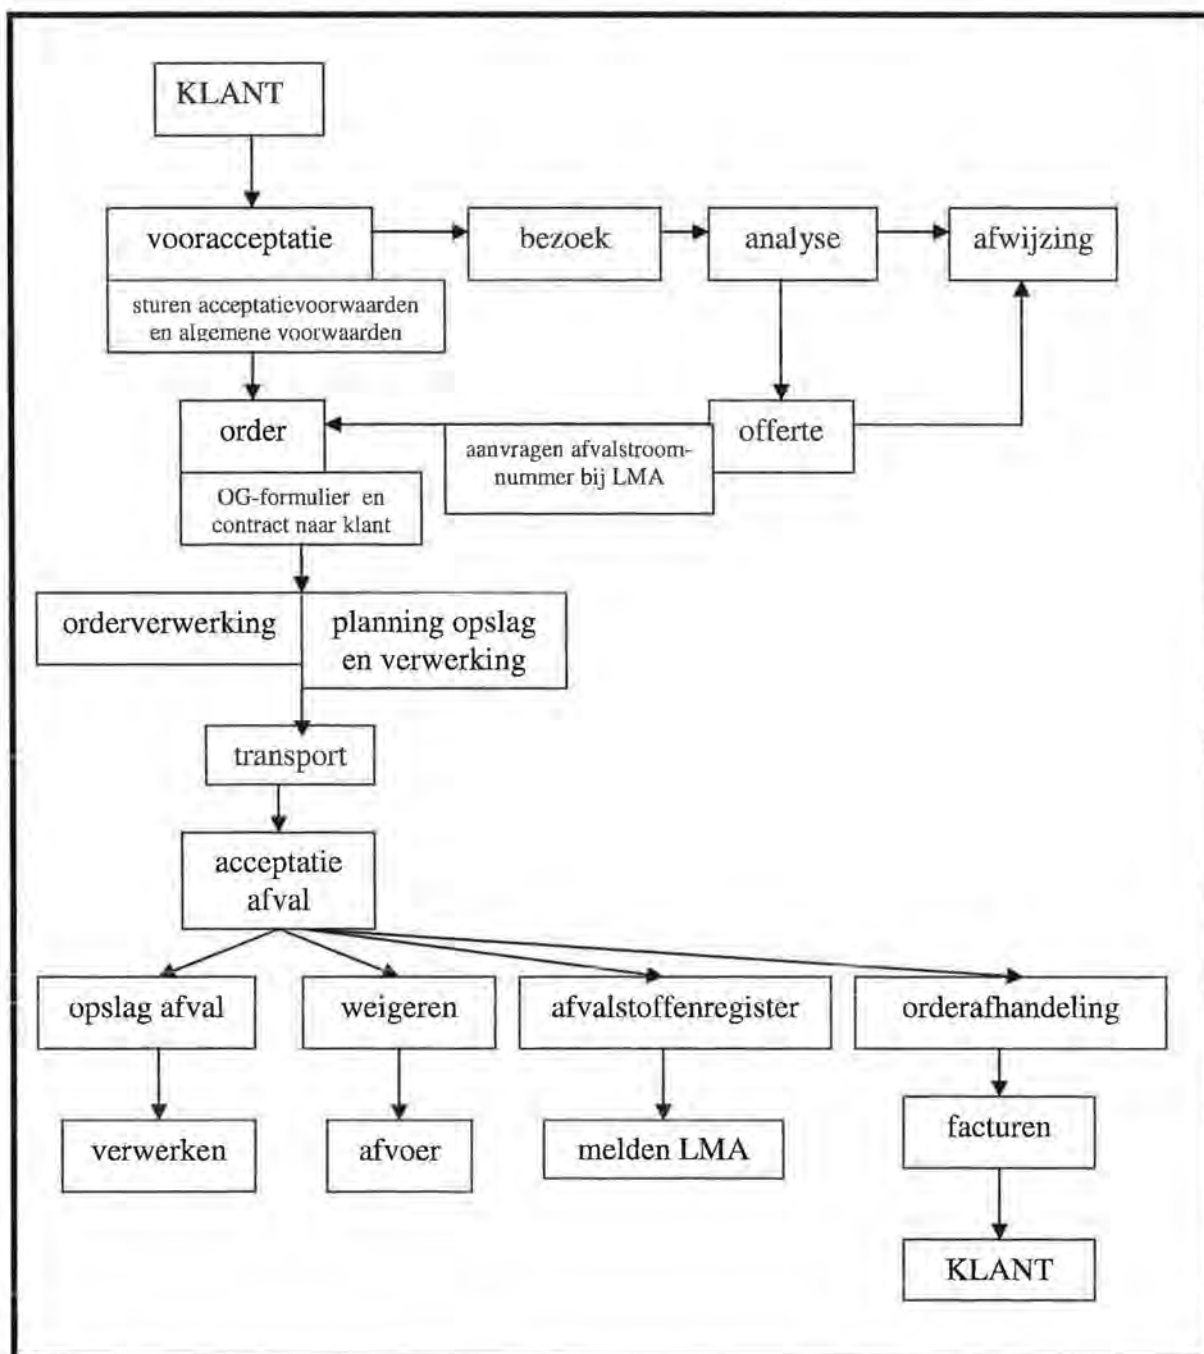 KLANT
vooracceptatie
bezoek
analyse
afwijzing
sturen acceptatievoorwaarden
en algemene voorwaarden
order
offerte
aanvragen afvalstroom-
nummer bij LMA
OG-formulier en
contract naar klant
orderverwerking
planning opslag
en verwerking
transport
acceptatie
afval
opslag afval
weigeren
afvalstoffenregister
orderafhandeling
verwerken
afvoer
melden LMA
facturen
KLANT